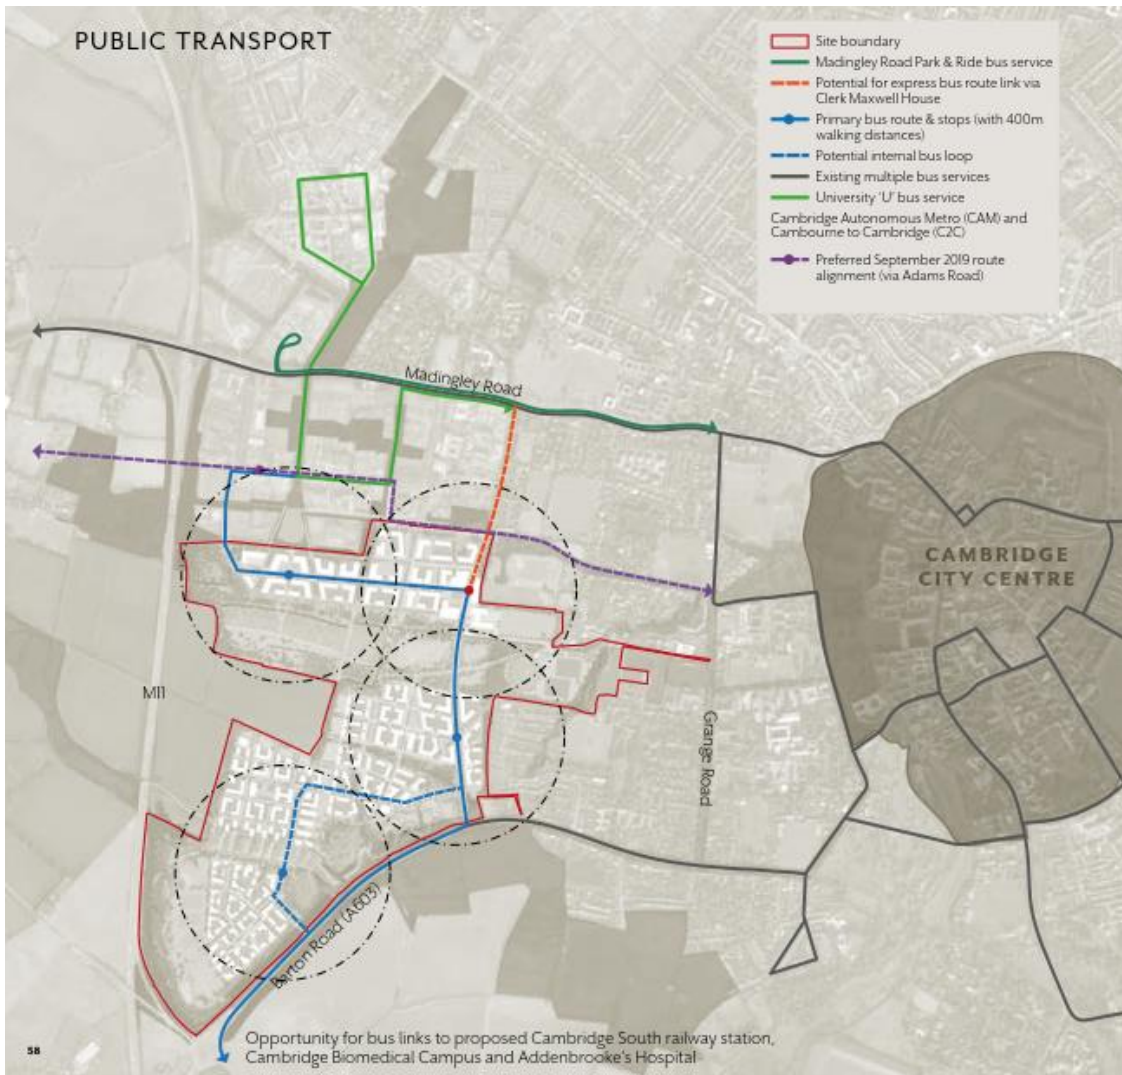 PUBLIC TRANSPORT
Site boundary
Madingley Road Park & Ride bus service
Potential for express bus route link via
Clerk Maxwell House
Primary bus route & stops (with 400m
walking distances)
Potential internal bus loop
Existing multiple bus services
University 'U' bus service
Cambridge Autonomous Metro (CAM) and
Cambourne to Cambridge (C2C)
Preferred September 2019 route
alignment (via Adams Road)
Madingley Road
CAMBRIDGE
CITY CENTRE
M11
Grange Road
Barton Road (A603)
Opportunity for bus links to proposed Cambridge South railway station,
Cambridge Biomedical Campus and Addenbrooke's Hospital
58